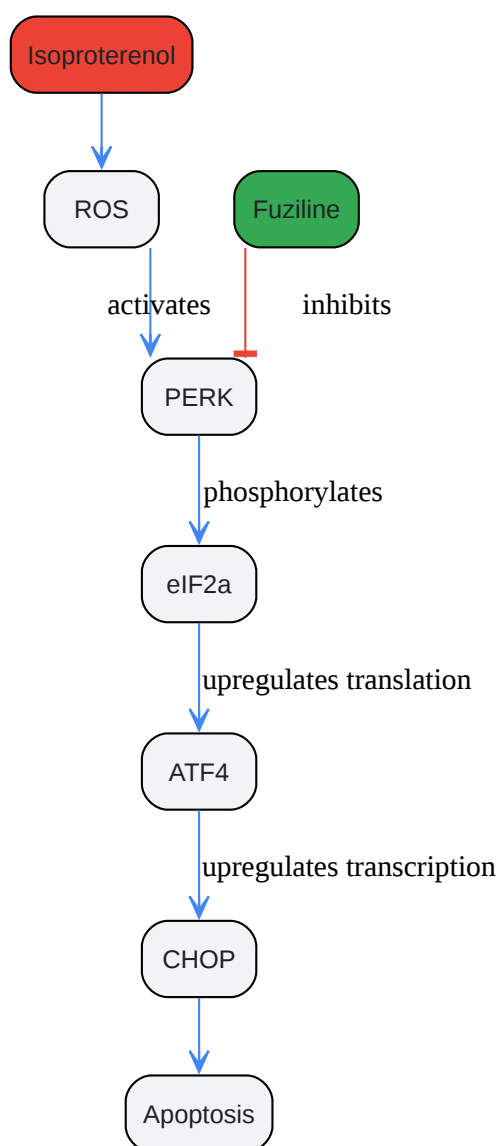 Isoproterenol
ROS
Fuziline
activates
inhibits
PERK
phosphorylates
eIF2a
upregulates translation
ATF4
upregulates transcription
CHOP
Apoptosis